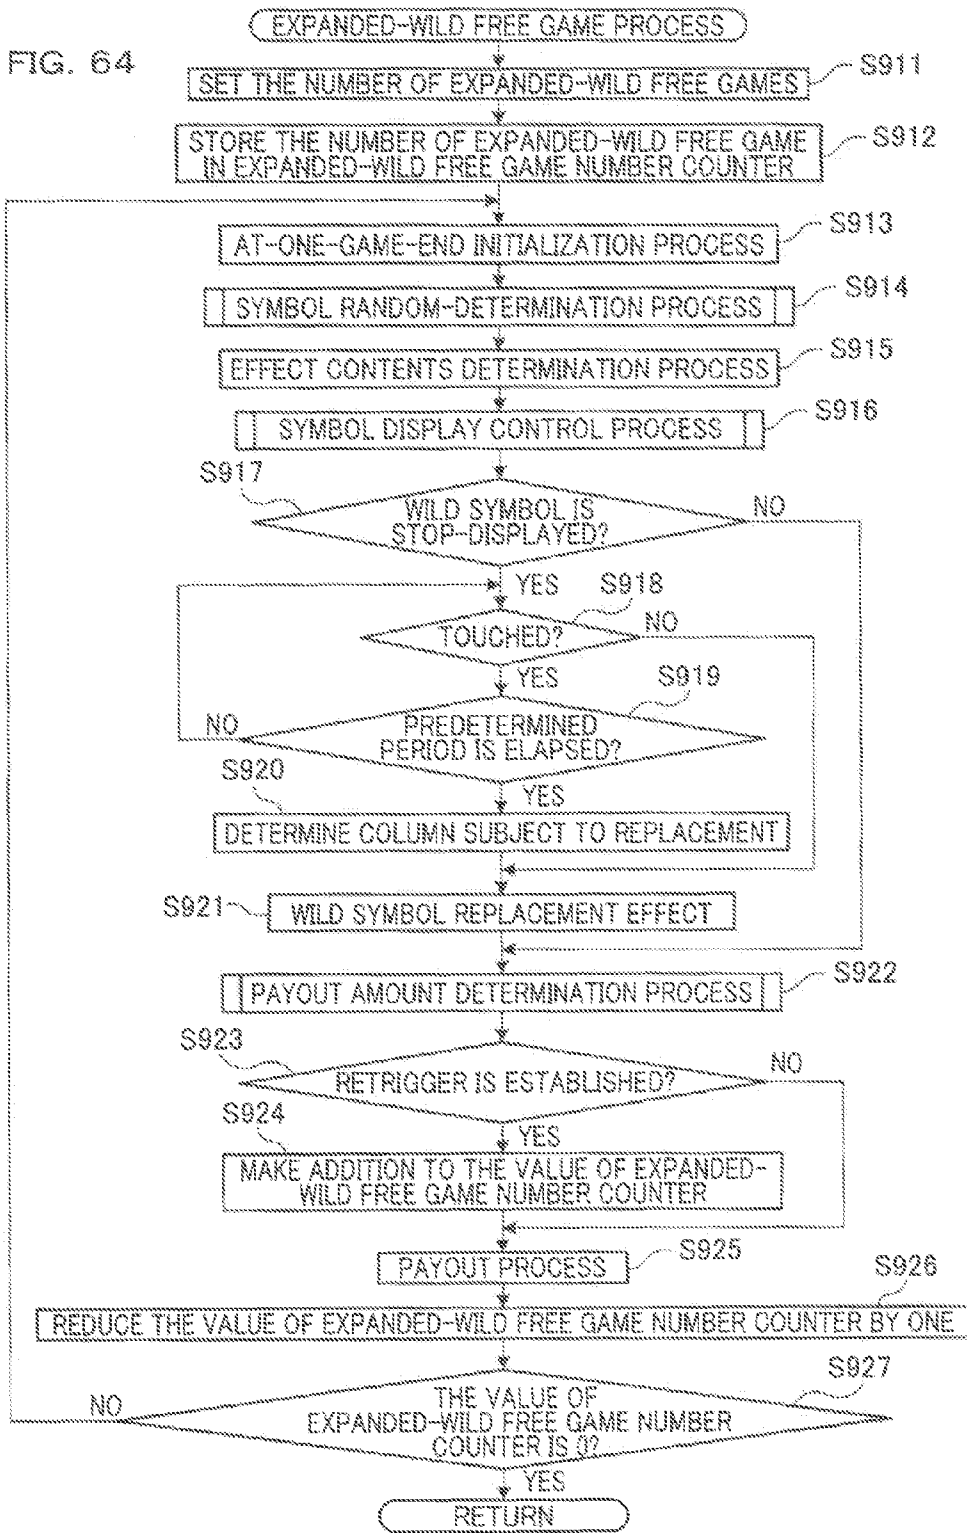 FIG. 64
EXPANDED-WILD FREE GAME PROCESS
S911
SET THE NUMBER OF EXPANDED-WILD FREE GAMES
S912
STORE THE NUMBER OF EXPANDED-WILD FREE GAME
IN EXPANDED-WILD FREE GAME NUMBER COUNTER
S913
AT-ONE-GAME-END INITIALIZATION PROCESS
S914
SYMBOL RANDOM-DETERMINATION PROCESS
S915
EFFECT CONTENTS DETERMINATION PROCESS
S916
SYMBOL DISPLAY CONTROL PROCESS
S917
WILD SYMBOL IS
STOP-DISPLAYED?
NO
YES
S918
TOUCHED?
NO
YES
S919
PREDETERMINED
PERIOD IS ELAPSED?
NO
YES
S920
DETERMINE COLUMN SUBJECT TO REPLACEMENT
S921
WILD SYMBOL REPLACEMENT EFFECT
S922
PAYOUT AMOUNT DETERMINATION PROCESS
S923
RETRIGGER IS ESTABLISHED?
NO
YES
S924
MAKE ADDITION TO THE VALUE OF EXPANDED-
WILD FREE GAME NUMBER COUNTER
S925
PAYOUT PROCESS
S926
REDUCE THE VALUE OF EXPANDED-WILD FREE GAME NUMBER COUNTER BY ONE
S927
THE VALUE OF
EXPANDED-WILD FREE GAME NUMBER
COUNTER IS 0?
NO
YES
RETURN